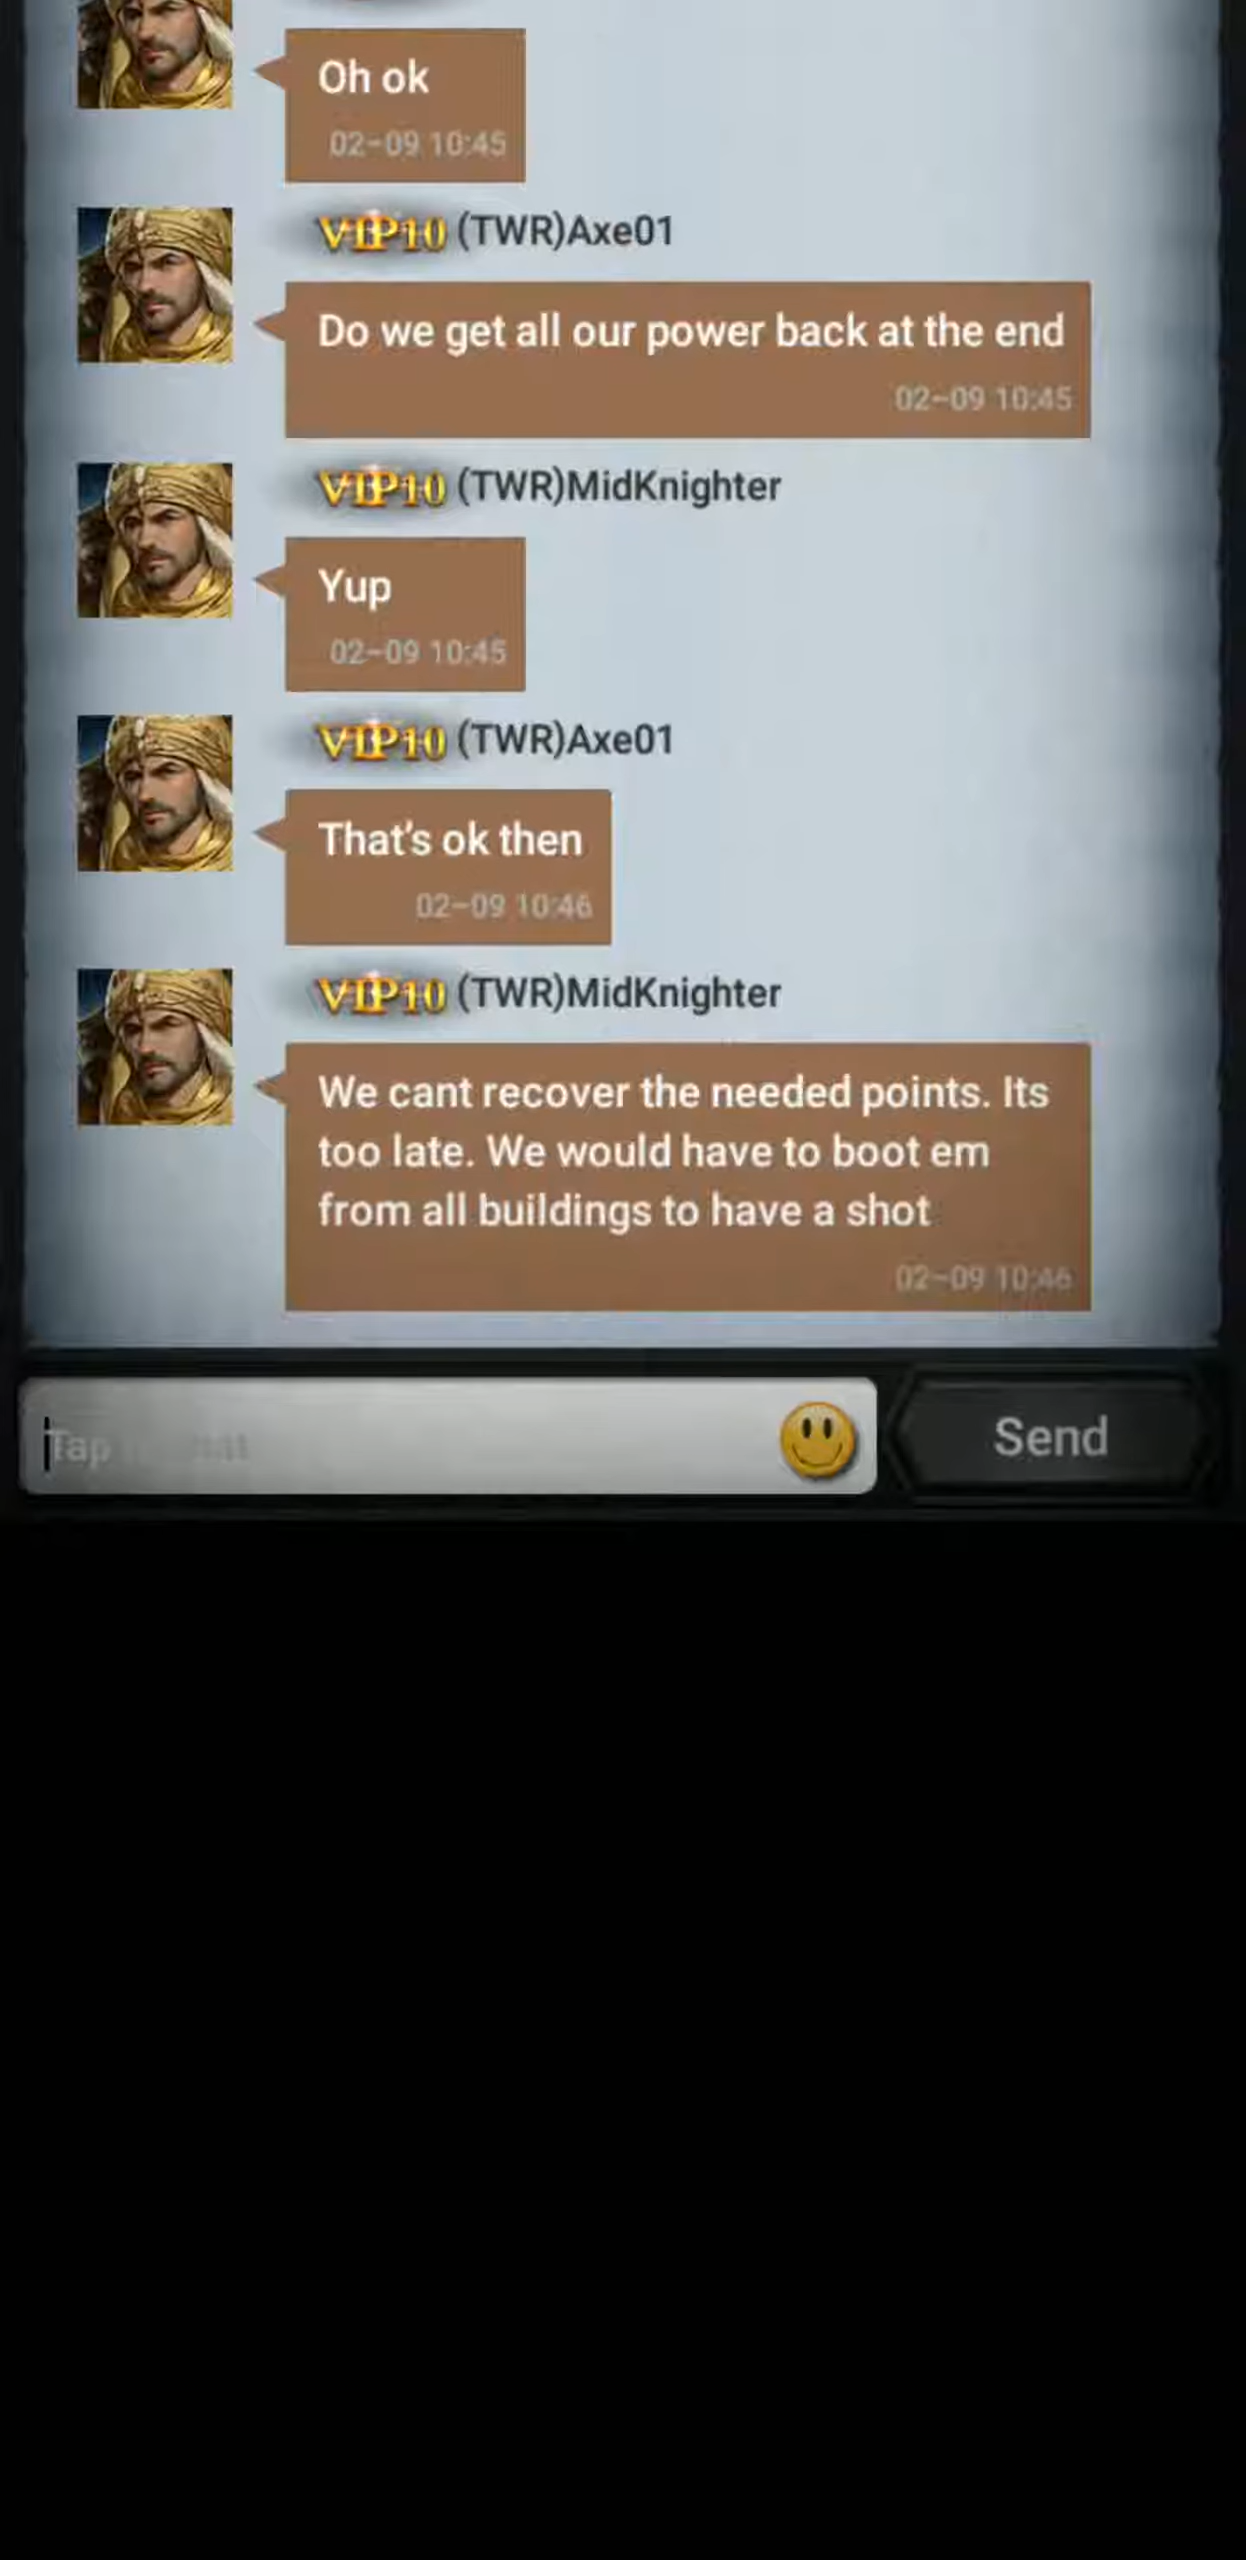 Oh ok
02-09 10:45
VIP10 (TWR)Axe01
Do we get all our power back at the end
02-09 10:45
VIP10 (TWR)MidKnighter
Yup
02-09 10:45
VIP10 (TWR)Axe01
That's ok then
02-09 10:46
VIP10 (TWR)MidKnighter
We cant recover the needed points. Its
too late. We would have to boot em
from all buildings to have a shot
02-09 10:46
Tap
Send